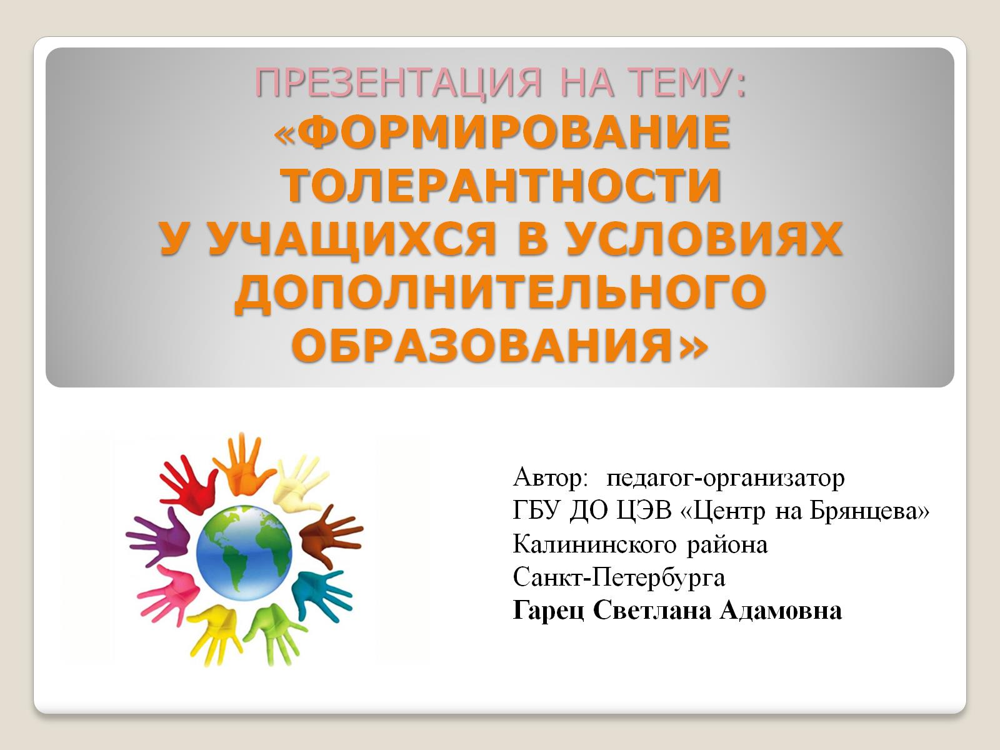 ПРЕЗЕНТАЦИЯ НА ТЕМУ:
«ФОРМИРОВАНИЕ
ТОЛЕРАНТНОСТИ
У УЧАЩИХСЯ В УСЛОВИЯХ
ДОПОЛНИТЕЛЬНОГО
ОБРАЗОВАНИЯ»
Автор: педагог-организатор
ГБУ ДО ЦЭВ «Центр на Брянцева»
Калининского района
Санкт-Петербурга
Гарец Светлана Адамовна